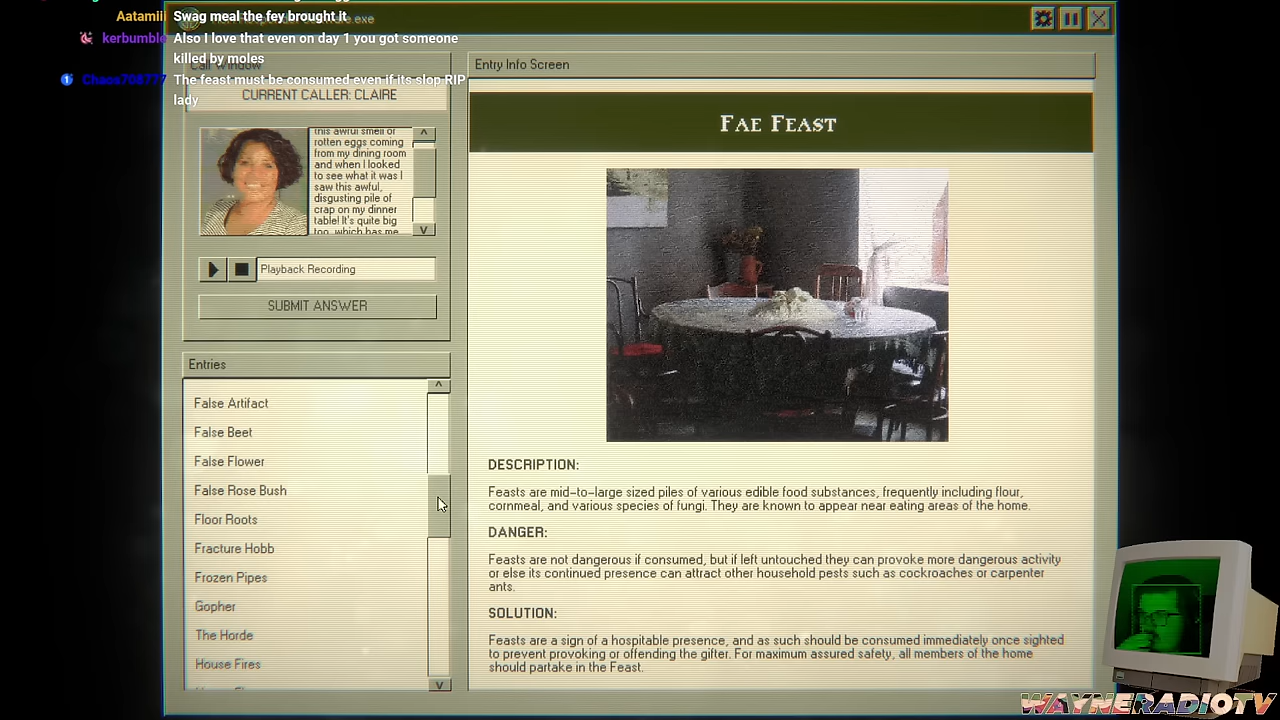 Aatamlii Swag meal the fey brought it
kerbumble Also I love that even on day 1 you got someone
killed by moles
The feast must be consumed even if its slop RIP
lady
CURRENT CALLER: CLAIRE
this awful smell of
rotten eggs coming
from my dining room
and when I looked
to see what it was I
saw this awful,
disgusting pile of
crap on my dinner
table! It's quite big
too, which has me
Playback Recording
SUBMIT ANSWER
Entries
False Artifact
False Beet
False Flower
False Rose Bush
Floor Roots
Fracture Hobb
Frozen Pipes
Gopher
The Horde
House Fires
Entry Info Screen
FAE FEAST
DESCRIPTION:
Feasts are mid-to-large sized piles of various edible food substances, frequently including flour,
cornmeal, and various species of fungi. They are known to appear near eating areas of the home.
DANGER:
Feasts are not dangerous if consumed, but if left untouched they can provoke more dangerous activity
or else its continued presence can attract other household pests such as cockroaches or carpenter
ants.
SOLUTION:
Feasts are a sign of a hospitable presence, and as such should be consumed immediately once sighted
to prevent provoking or offending the gifter. For maximum assured safety, all members of the home
should partake in the Feast.
WAYNERADIOTV